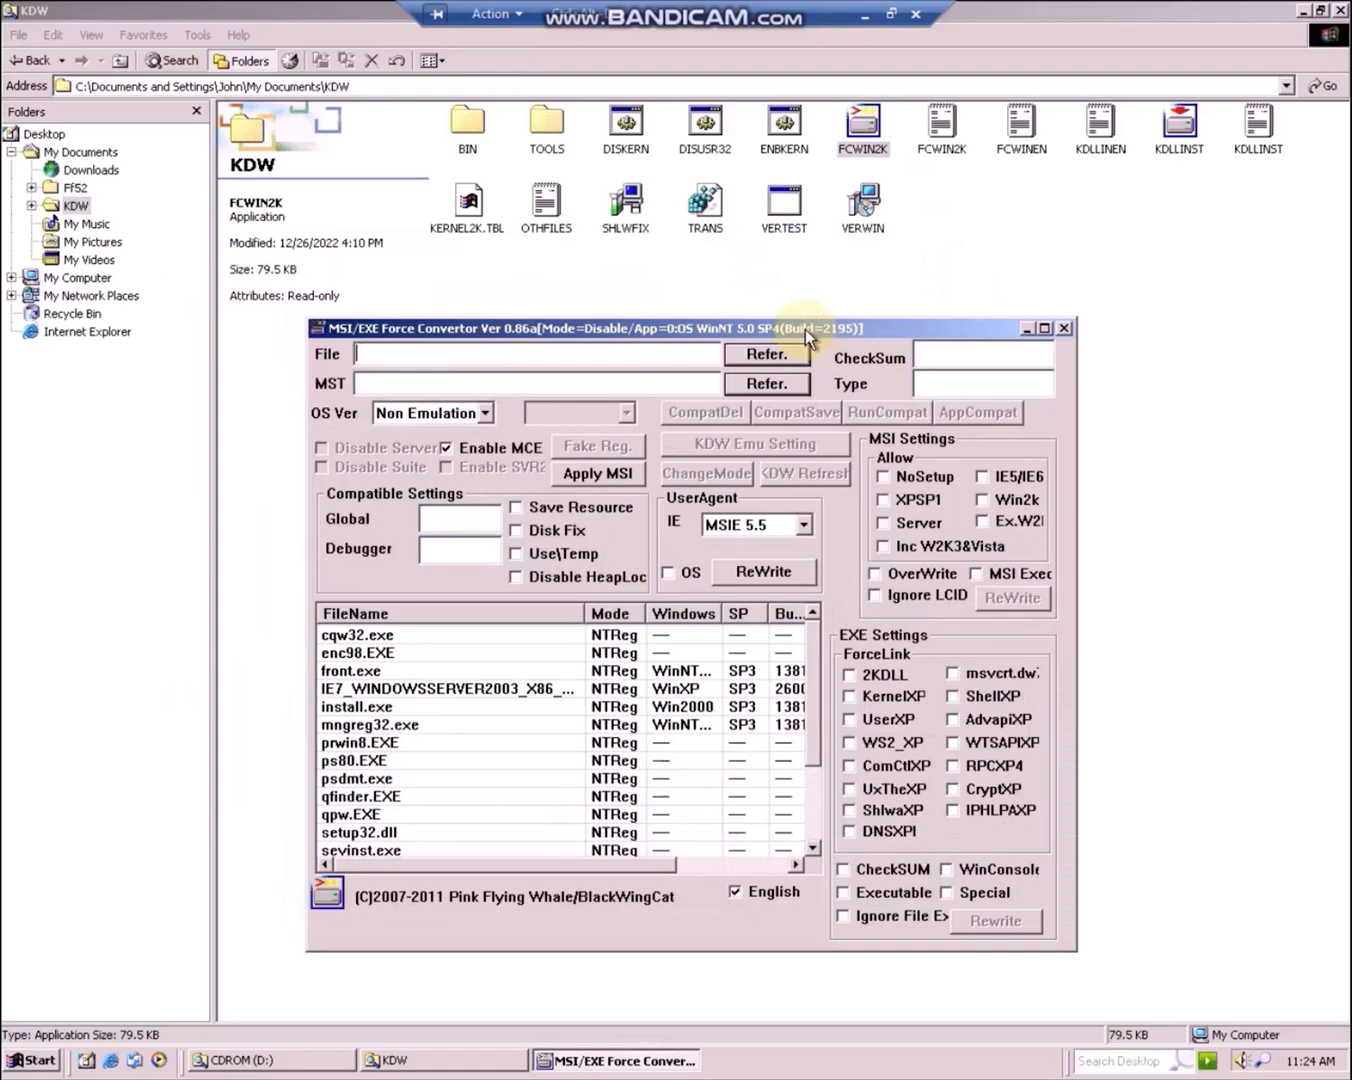 KDW
Action
www.BANDICAM.com
File Edit View Favorites Tools Help
Back Search Folders
Address C:\Documents and Settings\John\My Documents\KDW Go
Folders
Desktop
My Documents
Downloads
Ff52
KDW
My Music
My Pictures
My Videos
My Computer
My Network Places
Recycle Bin
Internet Explorer
KDW
FCWIN2K
Application
Modified: 12/26/2022 4:10 PM
Size: 79.5 KB
Attributes: Read-only
BIN TOOLS DISKERN DISUSR32 ENBKERN FCWIN2K FCWIN2K FCWINEN KDLLINEN KDLLINST KDLLINST
KERNEL2K.TBL OTHFILES SHLWFIX TRANS VERTEST VERWIN
MSI/EXE Force Convertor Ver 0.86a[Mode=Disable/App=0:OS WinNT 5.0 SP4(Build=2195)]
File Refer. CheckSum
MST Refer. Type
OS Ver Non Emulation CompatDel CompatSave RunCompat AppCompat
Disable Server Enable MCE Fake Reg. KDW Emu Setting
Disable Suite Enable SVR2 Apply MSI ChangeMode KDW Refresh
Compatible Settings
Global
Debugger
Save Resource
Disk Fix
Use\Temp
Disable HeapLoc
UserAgent
IE MSIE 5.5
OS ReWrite
MSI Settings
Allow
NoSetup IE5/IE6
XPSP1 Win2k
Server Ex.W2
Inc W2K3&Vista
OverWrite MSI Exec
Ignore LCID ReWrite
FileName Mode Windows SP Bu...
cqw32.exe NTReg — — —
enc98.EXE NTReg — — —
front.exe NTReg WinNT... SP3 1381
IE7_WINDOWSSERVER2003_X86_... NTReg WinXP SP3 2600
install.exe NTReg Win2000 SP3 1381
mngreg32.exe NTReg WinNT... SP3 1381
prwin8.EXE NTReg — — —
ps80.EXE NTReg — — —
psdmt.exe NTReg — — —
qfinder.EXE NTReg — — —
qpw.EXE NTReg — — —
setup32.dll NTReg — — —
sevinst.exe NTReg — — —
EXE Settings
ForceLink
2KDLL msvcrt.dw
KernelXP ShellXP
UserXP AdvapiXP
WS2_XP WTSAPIXP
ComCtlXP RPCXP4
UxTheXP CryptXP
ShlwaXP IPHLPAXP
DNSXPI
CheckSUM WinConsole
Executable Special
Ignore File Ex Rewrite
(C)2007-2011 Pink Flying Whale/BlackWingCat English
Type: Application Size: 79.5 KB 79.5 KB My Computer
Start CDROM (D:) KDW MSI/EXE Force Conver... Search Desktop 11:24 AM